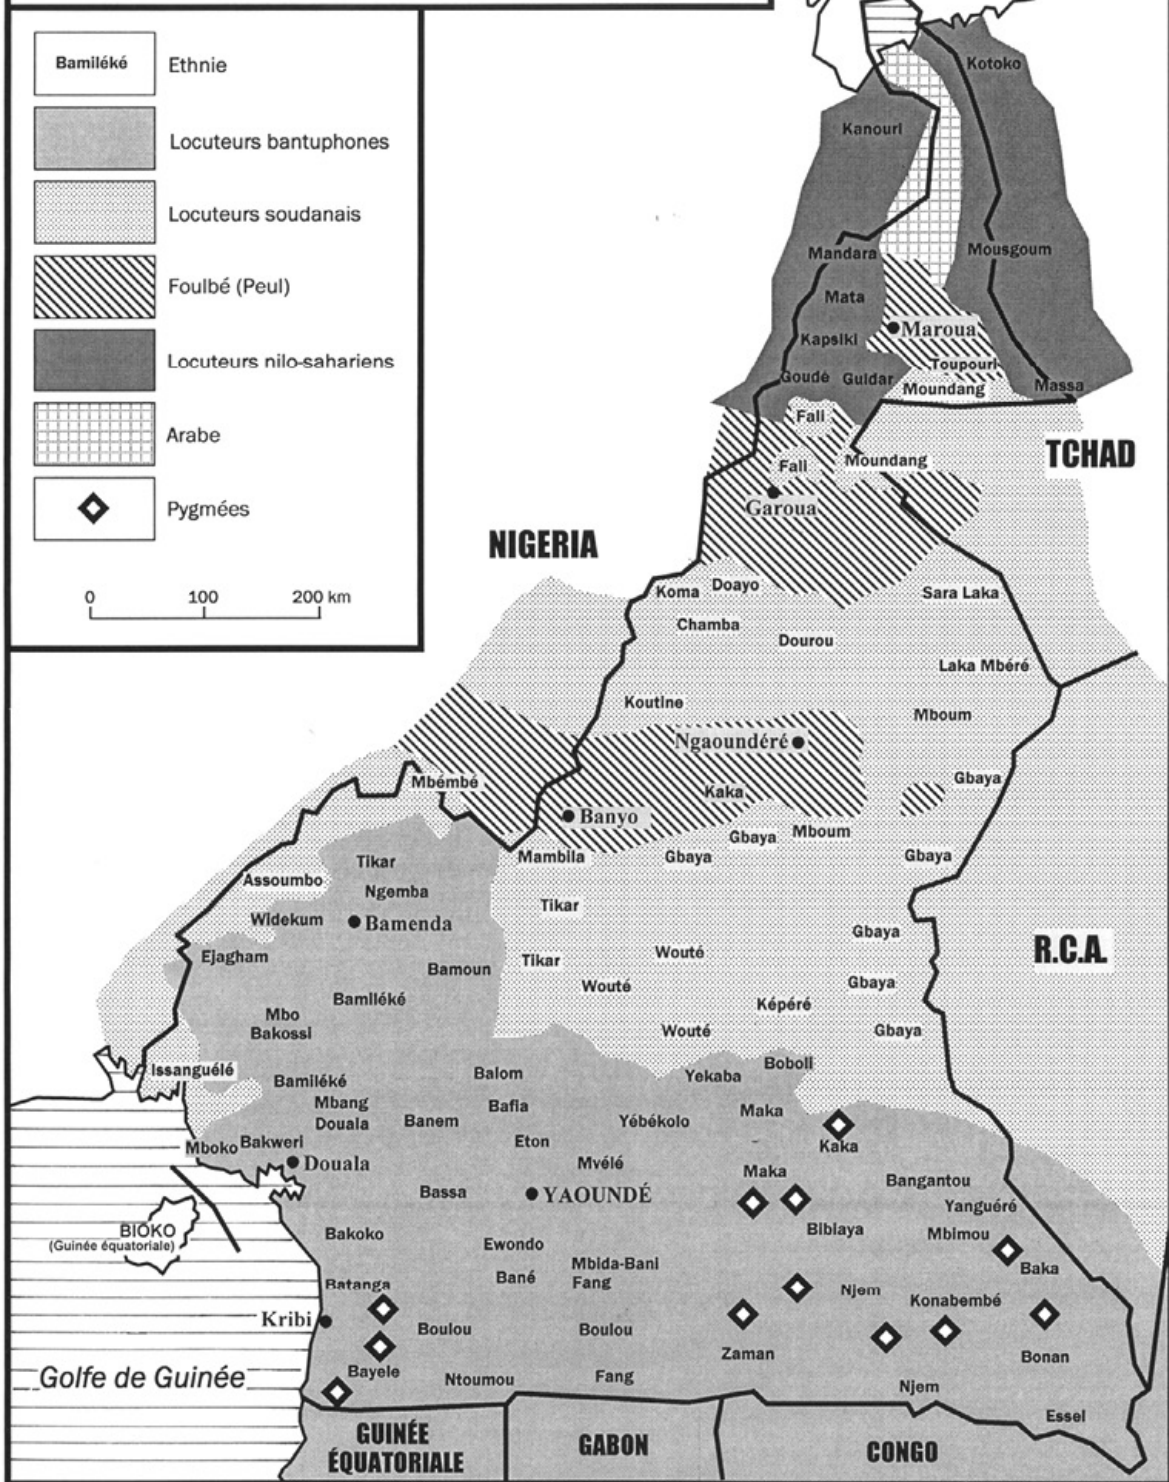 Bamiléké
Ethnie
Locuteurs bantuphones
Locuteurs soudanais
Foulbé (Peul)
Locuteurs nilo-sahariens
Arabe
Pygmées
0 100 200 km
Kotoko
Kanouri
Mandara
Mousgoum
Mata
Maroua
Kapsiki
Toupouri
Goudé
Guidar
Moundang
Massa
Fali
TCHAD
Fali
Moundang
Garoua
NIGERIA
Koma
Doayo
Sara Laka
Chamba
Dourou
Laka Mbéré
Koutine
Mboum
Ngaoundéré
Mbémbé
Kaka
Gbaya
Banyo
Gbaya
Mboum
Mambila
Gbaya
Gbaya
Tikar
Assoumbo
Ngemba
Tikar
Widekum
Bamenda
Gbaya
Ejagham
Bamoun
Tikar
Wouté
R.C.A.
Bamiléké
Wouté
Gbaya
Mbo
Képéré
Bakossi
Wouté
Gbaya
Issanguélé
Boboli
Bamiléké
Balom
Yekaba
Mbang
Bafia
Maka
Douala
Banem
Yébékolo
Mboko
Bakweri
Eton
Kaka
Douala
Mvélé
Maka
Bangantou
Bassa
YAOUNDÉ
Yanguéré
BIOKO
(Guinée équatoriale)
Bakoko
Ewondo
Bibiaya
Mbimou
Mbida-Bani
Fang
Baka
Batanga
Bané
Njem
Konabembé
Kribi
Boulou
Boulou
Zaman
Bonan
Golfe de Guinée
Bayele
Ntoumou
Fang
Njem
Essel
GUINÉE
ÉQUATORIALE
GABON
CONGO